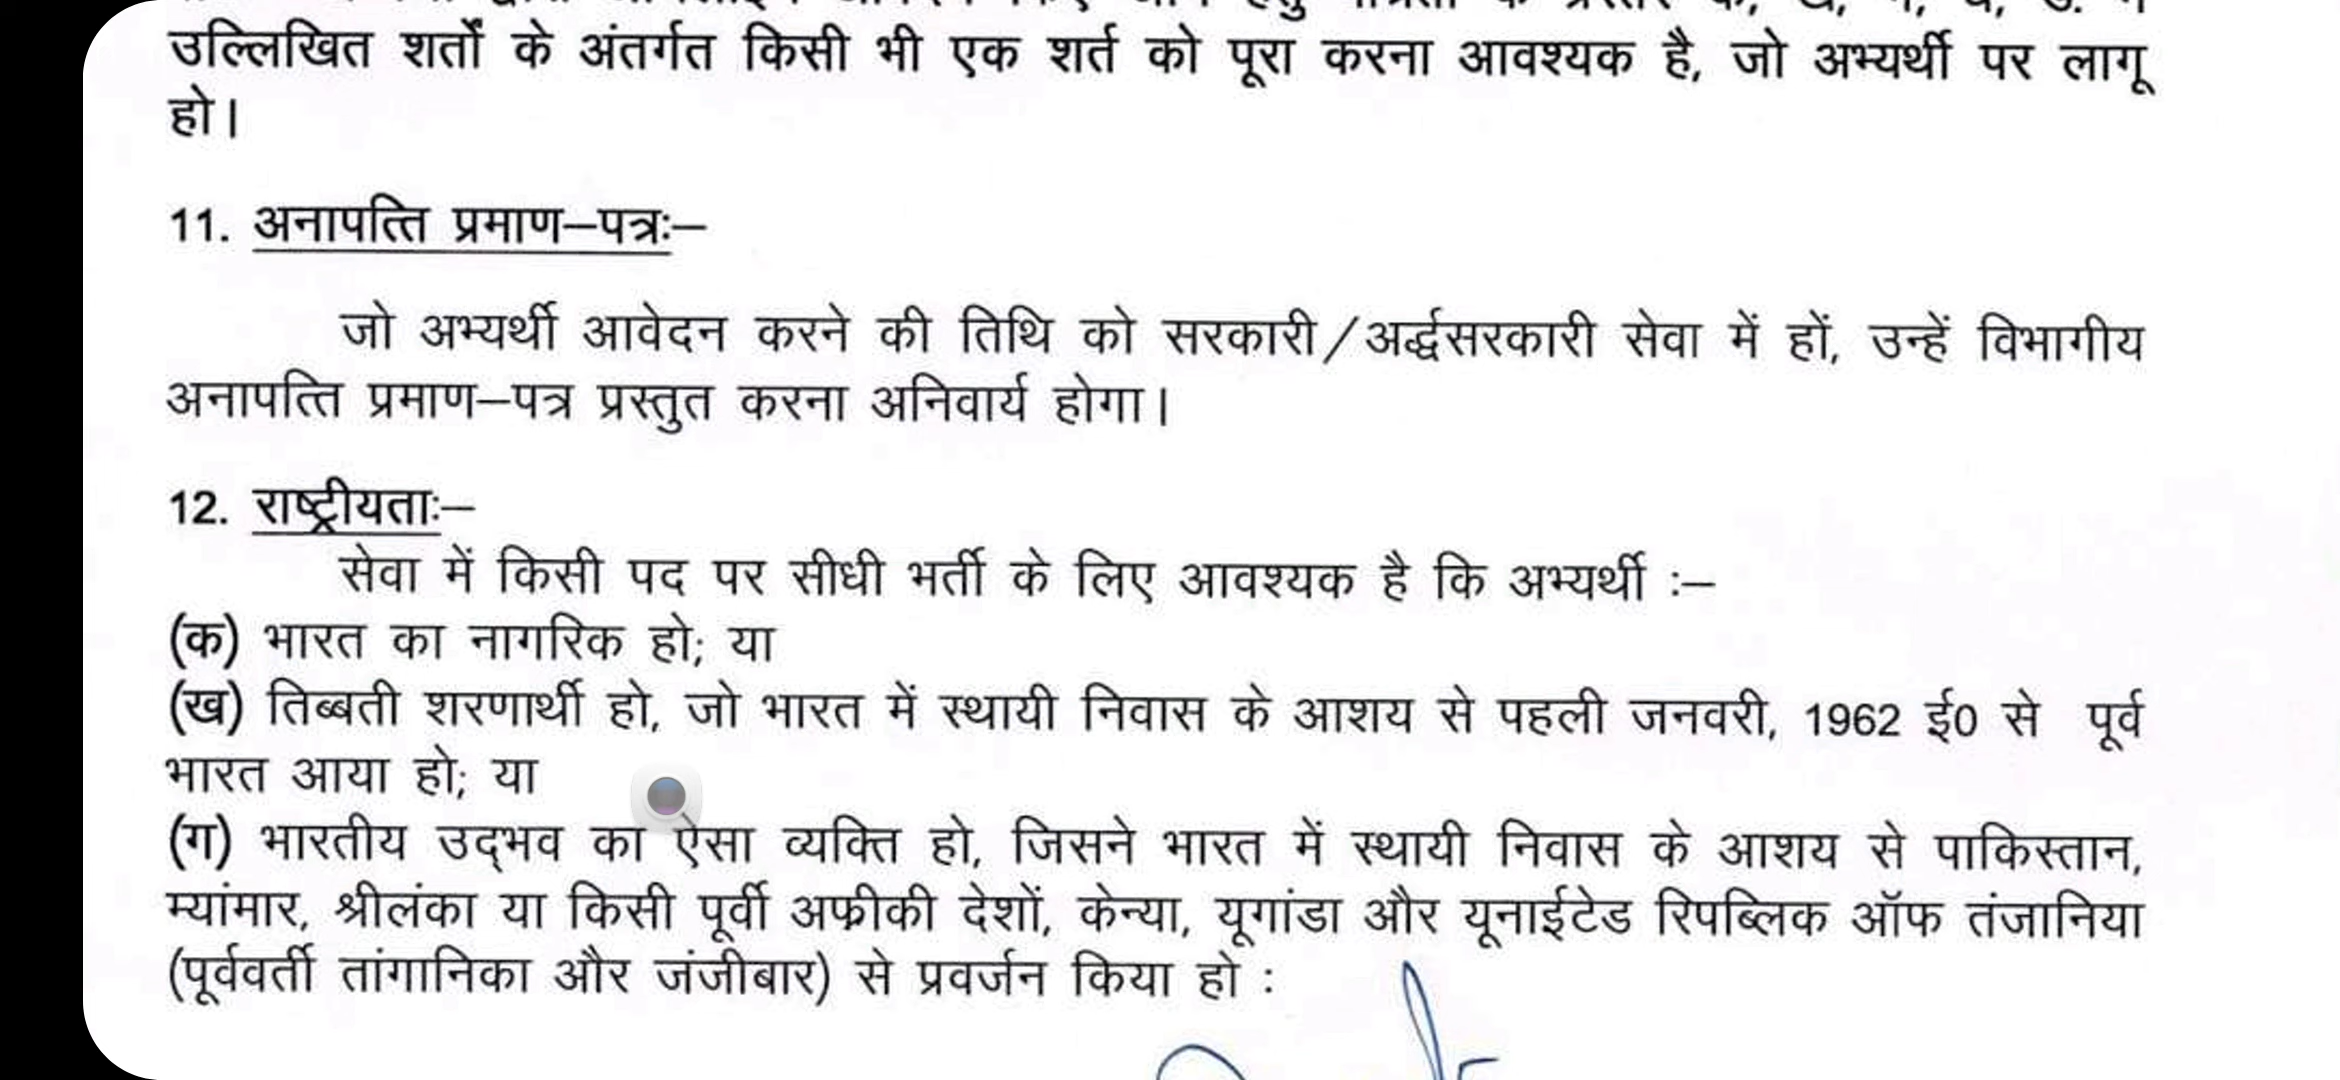 उल्लिखित शर्तों के अंतर्गत किसी भी एक शर्त को पूरा करना आवश्यक है, जो अभ्यर्थी पर लागू
हो।
11. अनापत्ति प्रमाण–पत्रः–
जो अभ्यर्थी आवेदन करने की तिथि को सरकारी/अर्द्धसरकारी सेवा में हों, उन्हें विभागीय
अनापत्ति प्रमाण–पत्र प्रस्तुत करना अनिवार्य होगा।
12. राष्ट्रीयताः–
सेवा में किसी पद पर सीधी भर्ती के लिए आवश्यक है कि अभ्यर्थी :–
(क) भारत का नागरिक हो; या
(ख) तिब्बती शरणार्थी हो, जो भारत में स्थायी निवास के आशय से पहली जनवरी, 1962 ई0 से पूर्व
भारत आया हो; या
(ग) भारतीय उद्भव का ऐसा व्यक्ति हो, जिसने भारत में स्थायी निवास के आशय से पाकिस्तान,
म्यांमार, श्रीलंका या किसी पूर्वी अफ्रीकी देशों, केन्या, यूगांडा और यूनाईटेड रिपब्लिक ऑफ तंजानिया
(पूर्ववर्ती तांगानिका और जंजीबार) से प्रवर्जन किया हो :